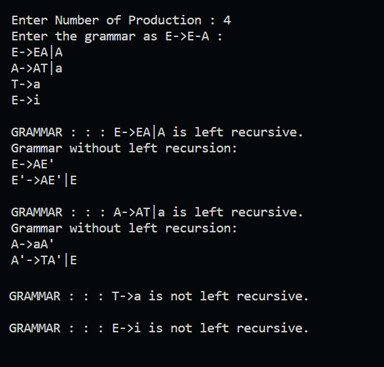 Enter Number of Production : 4
Enter the grammar as E->E-A :
E->EA|A
A->AT|a
T->a
E->i
GRAMMAR : : : E->EA|A is left recursive.
Grammar without left recursion:
E->AE'
E'->AE'|E
GRAMMAR : : : A->AT|a is left recursive.
Grammar without left recursion:
A->aA'
A'->TA'|E
GRAMMAR : : : T->a is not left recursive.
GRAMMAR : : : E->i is not left recursive.